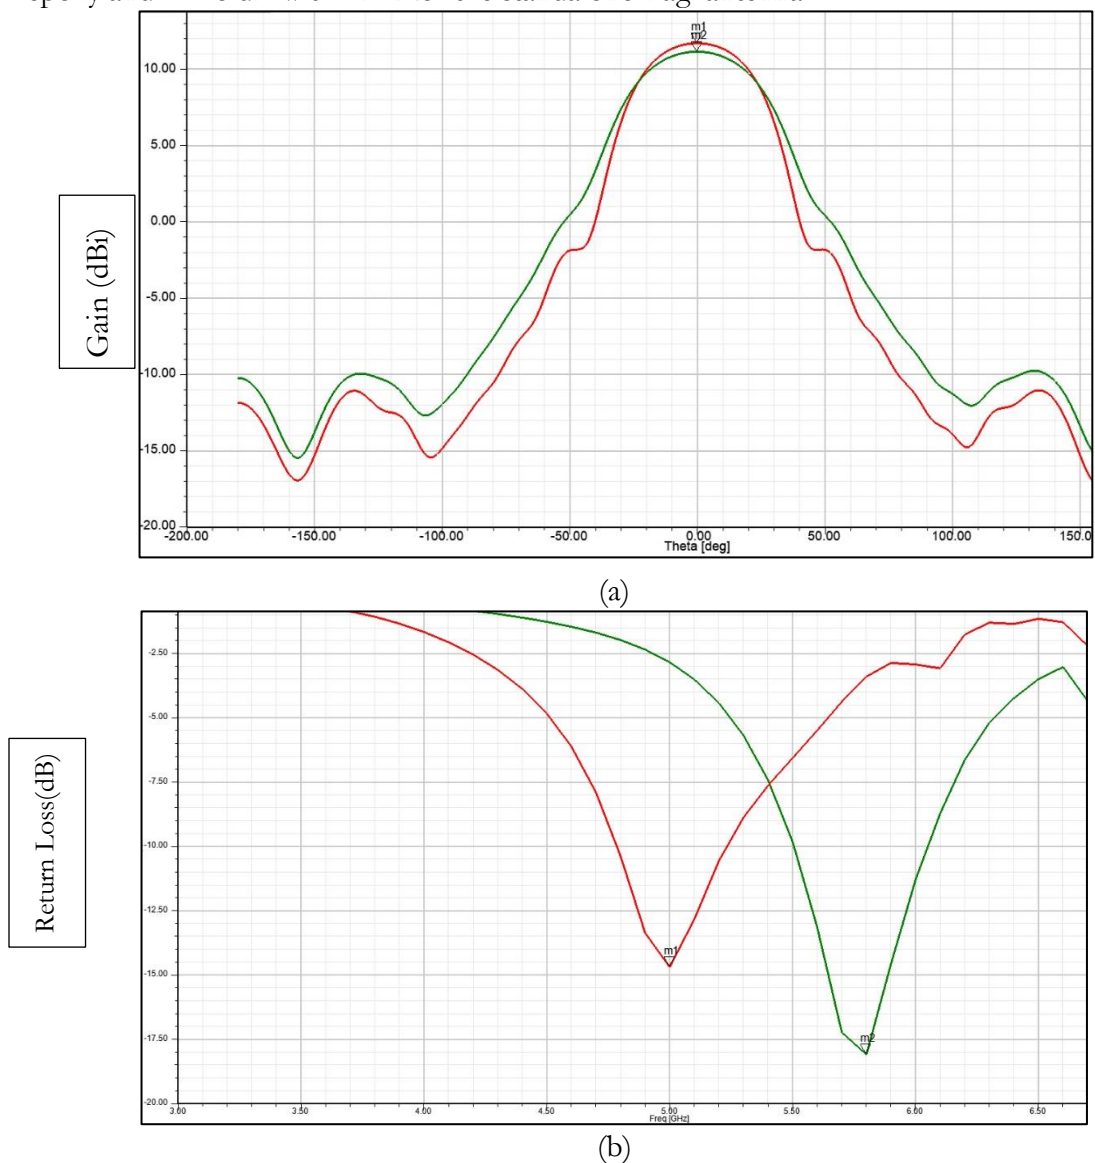 m1
m2
10.00
5.00
0.00
-5.00
-10.00
-15.00
-20.00
Gain (dBi)
-200.00 -150.00 -100.00 -50.00 0.00 50.00 100.00 150.0
Theta [deg]
(a)
-2.50
-5.00
-7.50
-10.00
-12.50
-15.00
-17.50
-20.00
Return Loss(dB)
m1
m2
3.00 3.50 4.00 4.50 5.00 5.50 6.00 6.50
Freq [GHz]
(b)